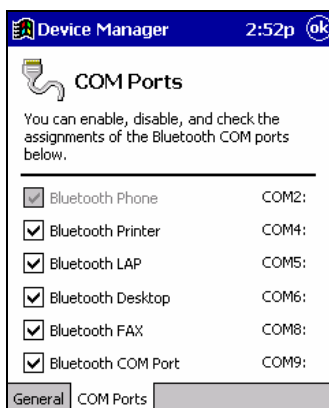 Device Manager 2:52p ok
COM Ports
You can enable, disable, and check the
assignments of the Bluetooth COM ports
below.
Bluetooth Phone COM2:
Bluetooth Printer COM4:
Bluetooth LAP COM5:
Bluetooth Desktop COM6:
Bluetooth FAX COM8:
Bluetooth COM Port COM9:
General COM Ports